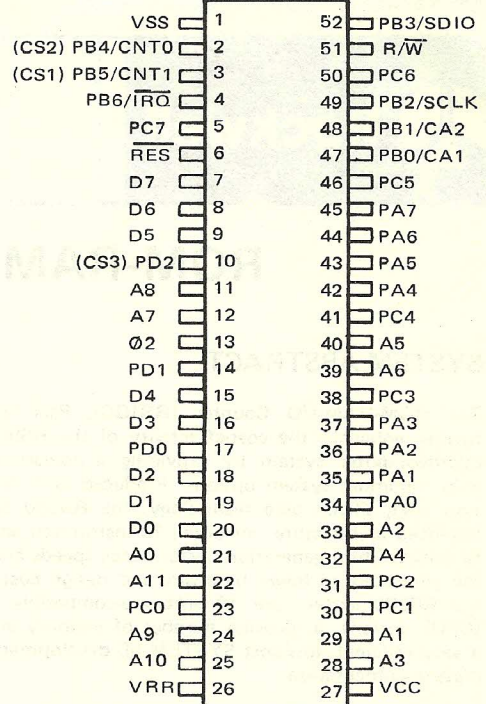 VSS 1 52 PB3/SDIO
(CS2) PB4/CNT0 2 51 R/W̅
(CS1) PB5/CNT1 3 50 PC6
PB6/I̅R̅Q̅ 4 49 PB2/SCLK
PC7 5 48 PB1/CA2
R̅E̅S̅ 6 47 PB0/CA1
D7 7 46 PC5
D6 8 45 PA7
D5 9 44 PA6
(CS3) PD2 10 43 PA5
A8 11 42 PA4
A7 12 41 PC4
Ø2 13 40 A5
PD1 14 39 A6
D4 15 38 PC3
D3 16 37 PA3
PD0 17 36 PA2
D2 18 35 PA1
D1 19 34 PA0
D0 20 33 A2
A0 21 32 A4
A11 22 31 PC2
PC0 23 30 PC1
A9 24 29 A1
A10 25 28 A3
VRR 26 27 VCC